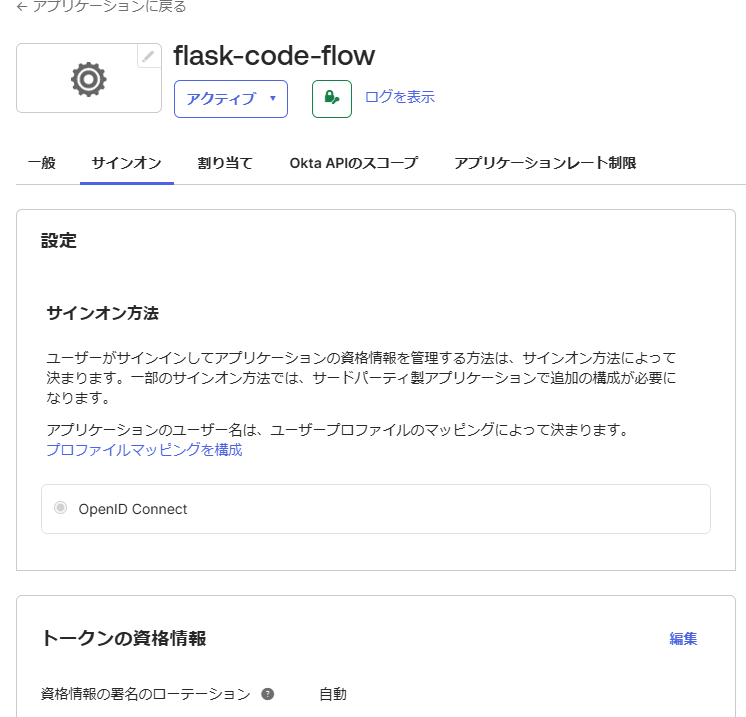 ← アプリケーションに戻る
flask-code-flow
アクティブ ▼
ログを表示
一般 サインオン 割り当て Okta APIのスコープ アプリケーションレート制限
設定
サインオン方法
ユーザーがサインインしてアプリケーションの資格情報を管理する方法は、サインオン方法によって
決まります。一部のサインオン方法では、サードパーティ製アプリケーションで追加の構成が必要に
なります。
アプリケーションのユーザー名は、ユーザープロファイルのマッピングによって決まります。
プロファイルマッピングを構成
OpenID Connect
トークンの資格情報 編集
資格情報の署名のローテーション ? 自動